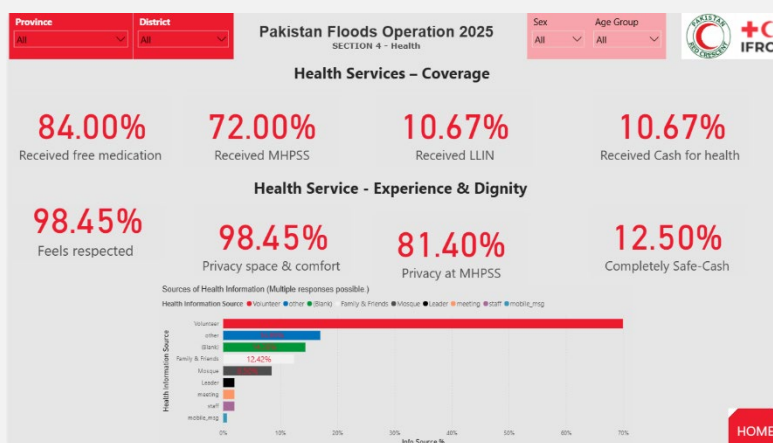 Province
All
District
All
Pakistan Floods Operation 2025
SECTION 4 - Health
Sex
All
Age Group
All
PAKISTAN
RED CRESCENT
IFRC
Health Services – Coverage
84.00%
Received free medication
72.00%
Received MHPSS
10.67%
Received LLIN
10.67%
Received Cash for health
Health Service - Experience & Dignity
98.45%
Feels respected
98.45%
Privacy space & comfort
81.40%
Privacy at MHPSS
12.50%
Completely Safe-Cash
Sources of Health Information (Multiple responses possible )
Health Information Source Volunteer other (Blank) Family & Friends Mosque Leader meeting staff mobile_msg
Health Information Source
Volunteer
other
(Blank)
Family & Friends
12.42%
Mosque
Leader
meeting
staff
mobile_msg
0% 10% 20% 30% 40% 50% 60% 70%
Info Source %
HOME